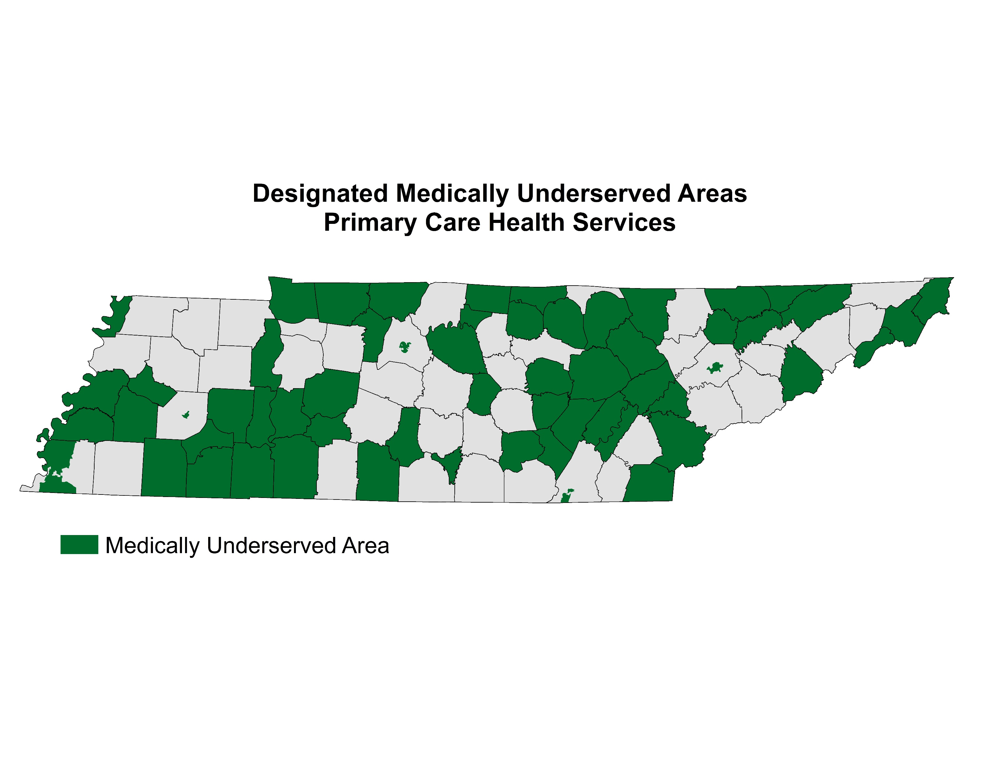 Designated Medically Underserved Areas
Primary Care Health Services
Medically Underserved Area